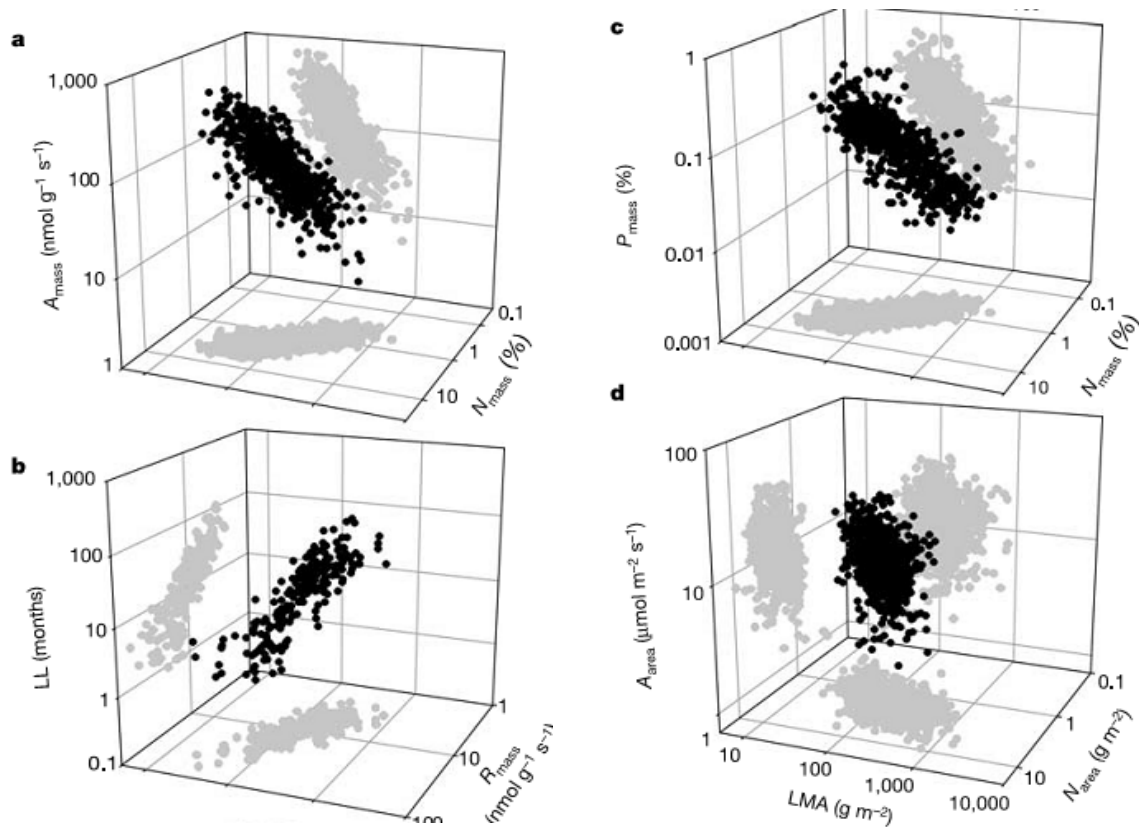 a
1,000
100
10
1
A_mass (nmol g⁻¹ s⁻¹)
0.1
1
10
N_mass (%)
b
1,000
100
10
1
0.1
LL (months)
1
10
100
R_mass
(nmol g⁻¹ s⁻¹)
c
1
0.1
0.01
0.001
P_mass (%)
0.1
1
10
N_mass (%)
d
100
10
1
A_area (μmol m⁻² s⁻¹)
10
100
1,000
10,000
LMA (g m⁻²)
0.1
1
10
N_area (g m⁻²)